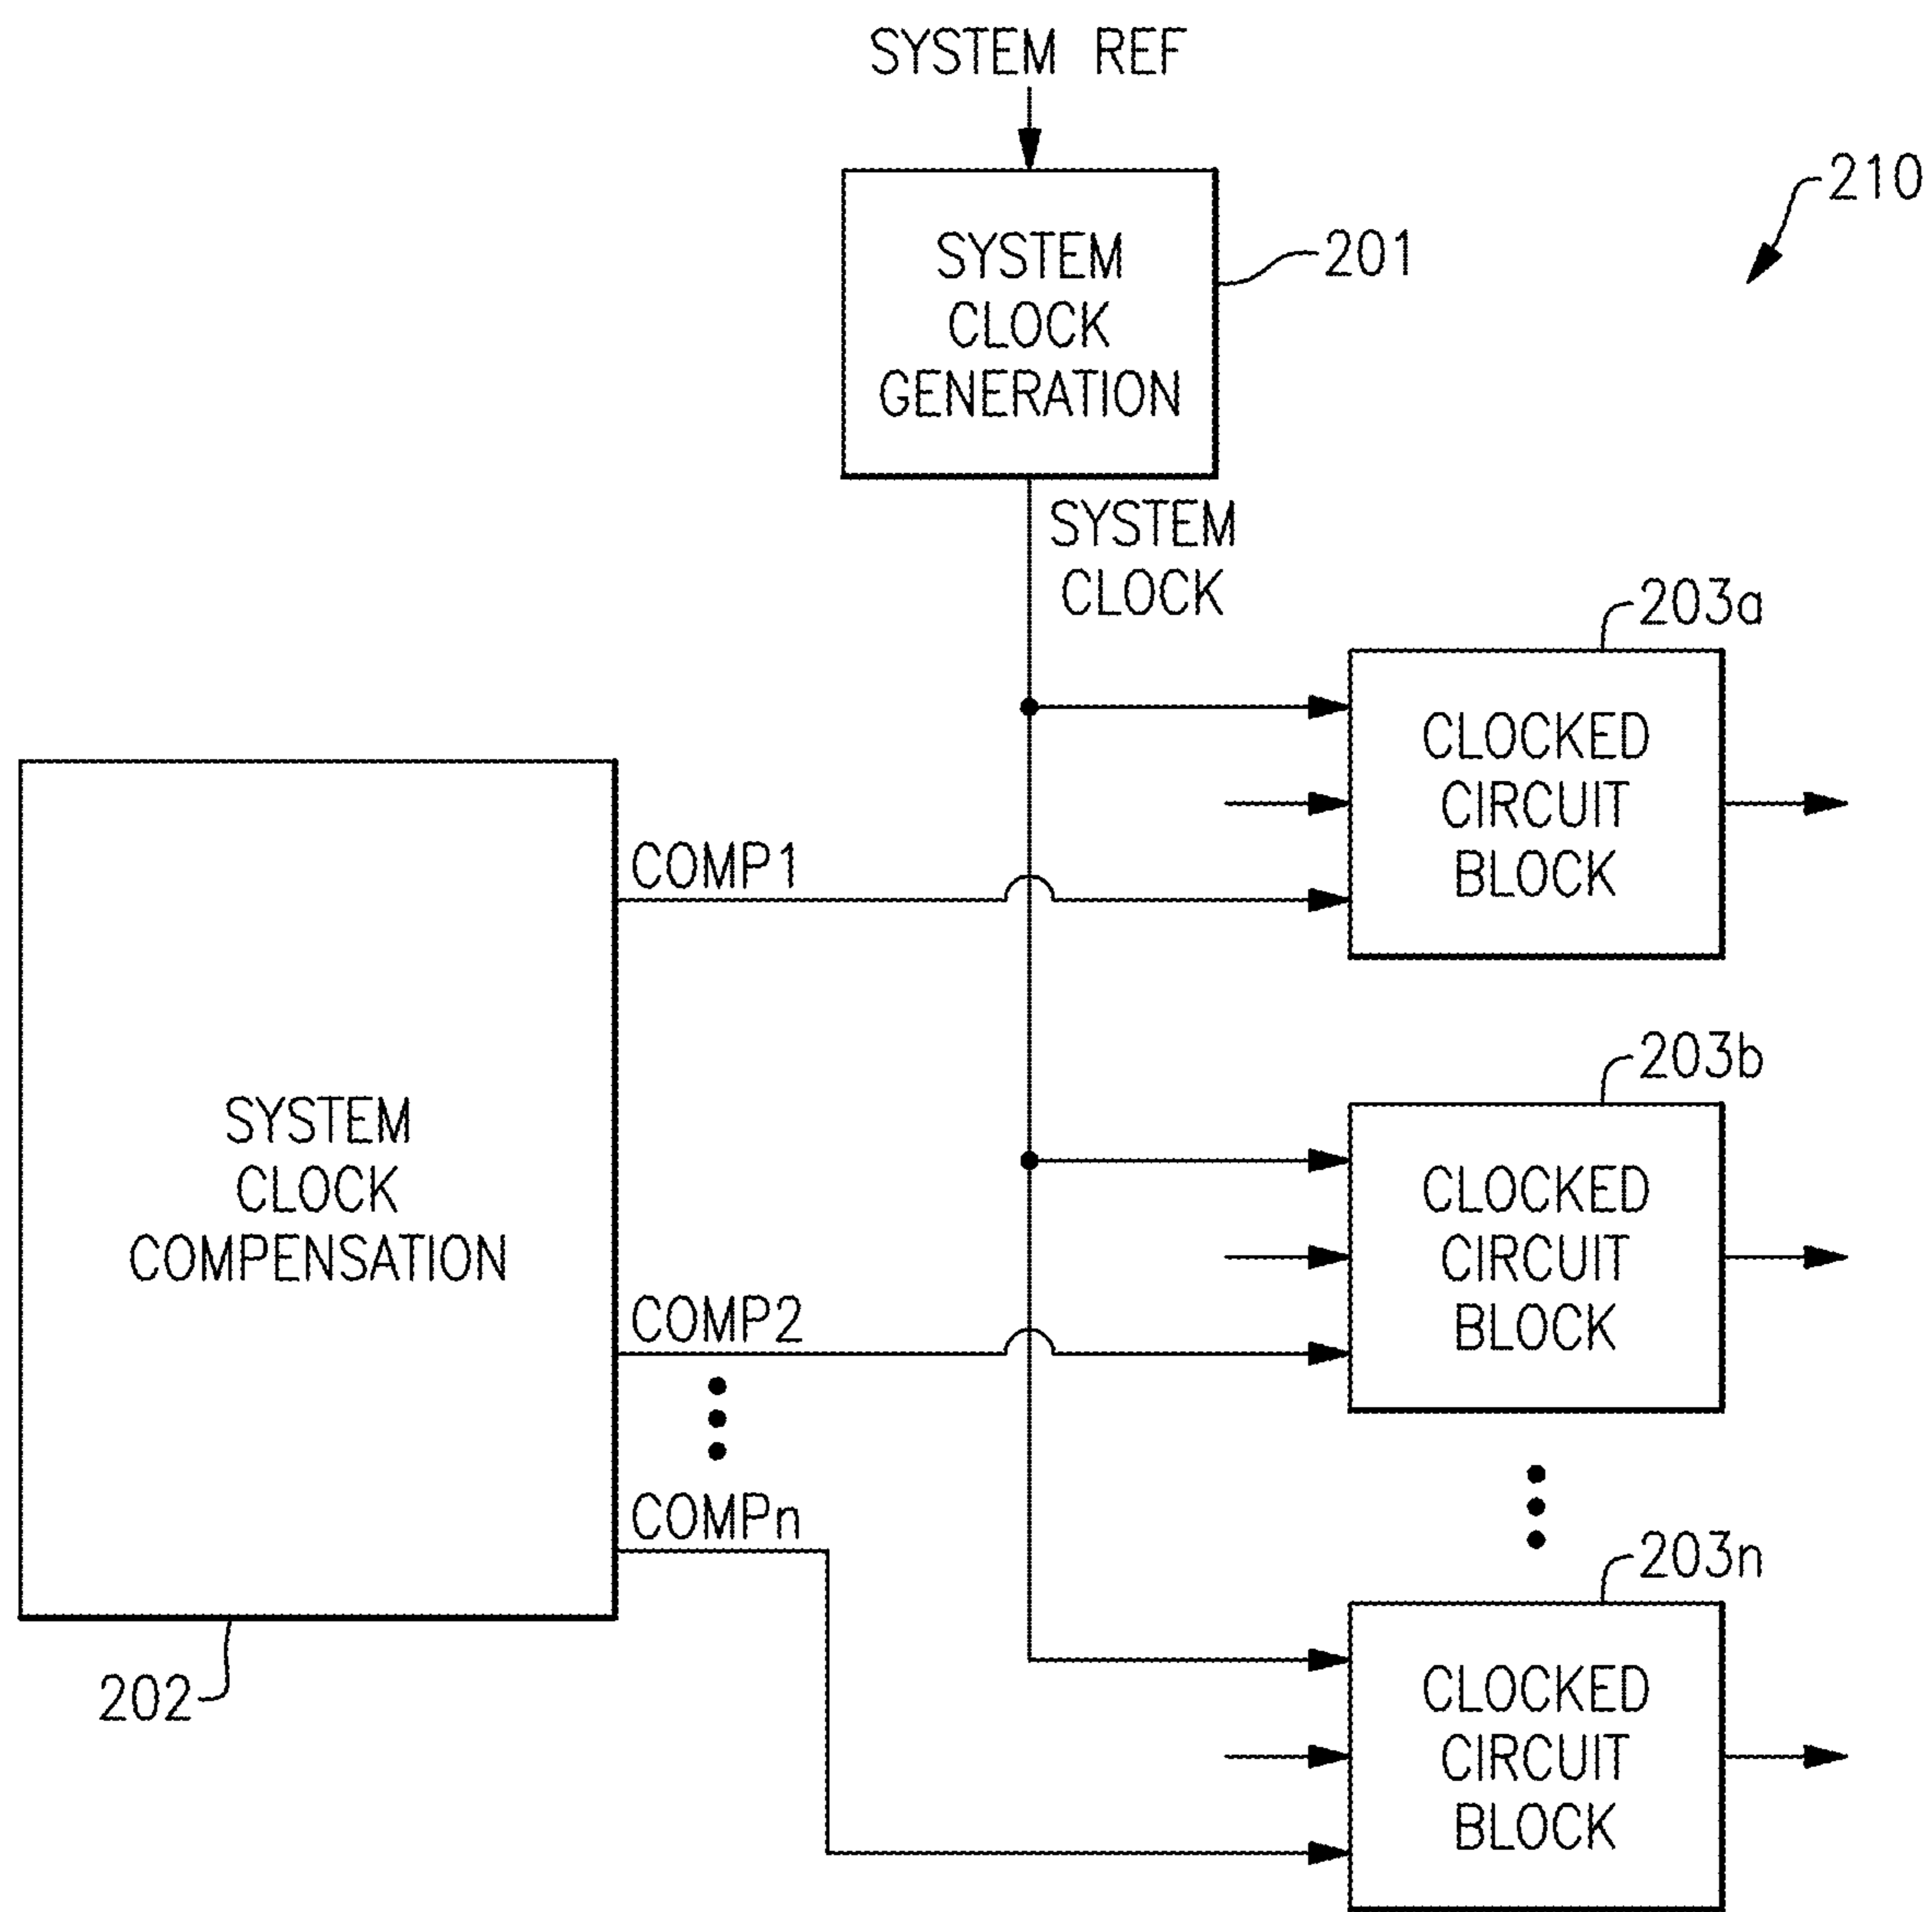 SYSTEM REF
210
SYSTEM
CLOCK
GENERATION
201
SYSTEM
CLOCK
203a
CLOCKED
CIRCUIT
BLOCK
COMP1
SYSTEM
CLOCK
COMPENSATION
203b
CLOCKED
CIRCUIT
BLOCK
COMP2
COMPn
203n
202
CLOCKED
CIRCUIT
BLOCK